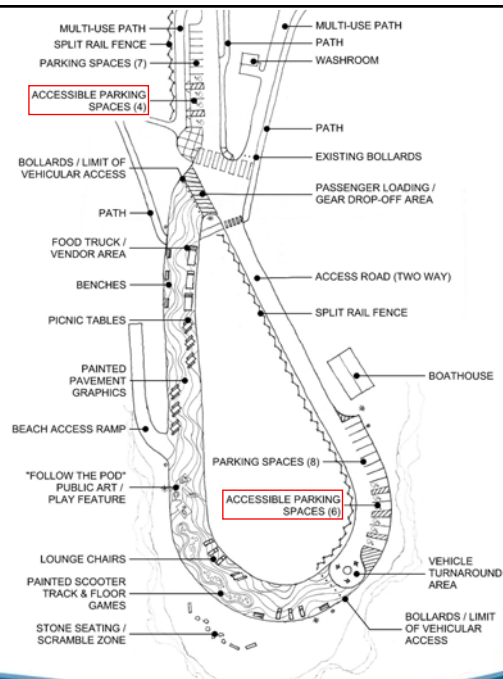 MULTI-USE PATH
SPLIT RAIL FENCE
PARKING SPACES (7)
ACCESSIBLE PARKING
SPACES (4)
BOLLARDS / LIMIT OF
VEHICULAR ACCESS
PATH
FOOD TRUCK /
VENDOR AREA
BENCHES
PICNIC TABLES
PAINTED
PAVEMENT
GRAPHICS
BEACH ACCESS RAMP
"FOLLOW THE POD"
PUBLIC ART /
PLAY FEATURE
LOUNGE CHAIRS
PAINTED SCOOTER
TRACK & FLOOR
GAMES
STONE SEATING /
SCRAMBLE ZONE
MULTI-USE PATH
PATH
WASHROOM
PATH
EXISTING BOLLARDS
PASSENGER LOADING /
GEAR DROP-OFF AREA
ACCESS ROAD (TWO WAY)
SPLIT RAIL FENCE
BOATHOUSE
PARKING SPACES (8)
ACCESSIBLE PARKING
SPACES (6)
VEHICLE
TURNAROUND
AREA
BOLLARDS / LIMIT
OF VEHICULAR
ACCESS